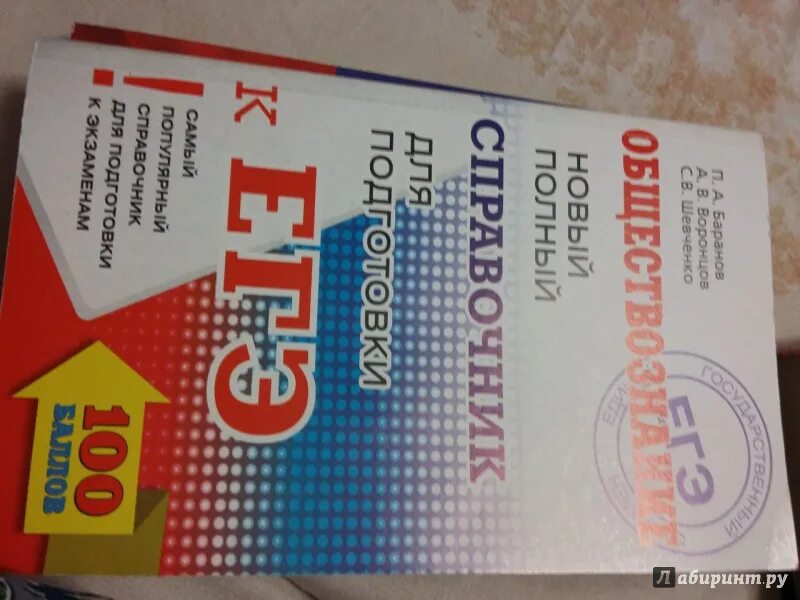 П. А. Баранов
А. В. Воронцов
С.В. Шевченко
ОБЩЕСТВОЗНАНИЕ
ГОСУДАРСТВЕННЫЙ
ЕГЭ
НОВЫЙ
ПОЛНЫЙ
СПРАВОЧНИК
ДЛЯ
ПОДГОТОВКИ
К ЕГЭ
!
САМЫЙ
ПОПУЛЯРНЫЙ
СПРАВОЧНИК
ДЛЯ ПОДГОТОВКИ
К ЭКЗАМЕНАМ
100
БАЛЛОВ
Лабиринт.ру